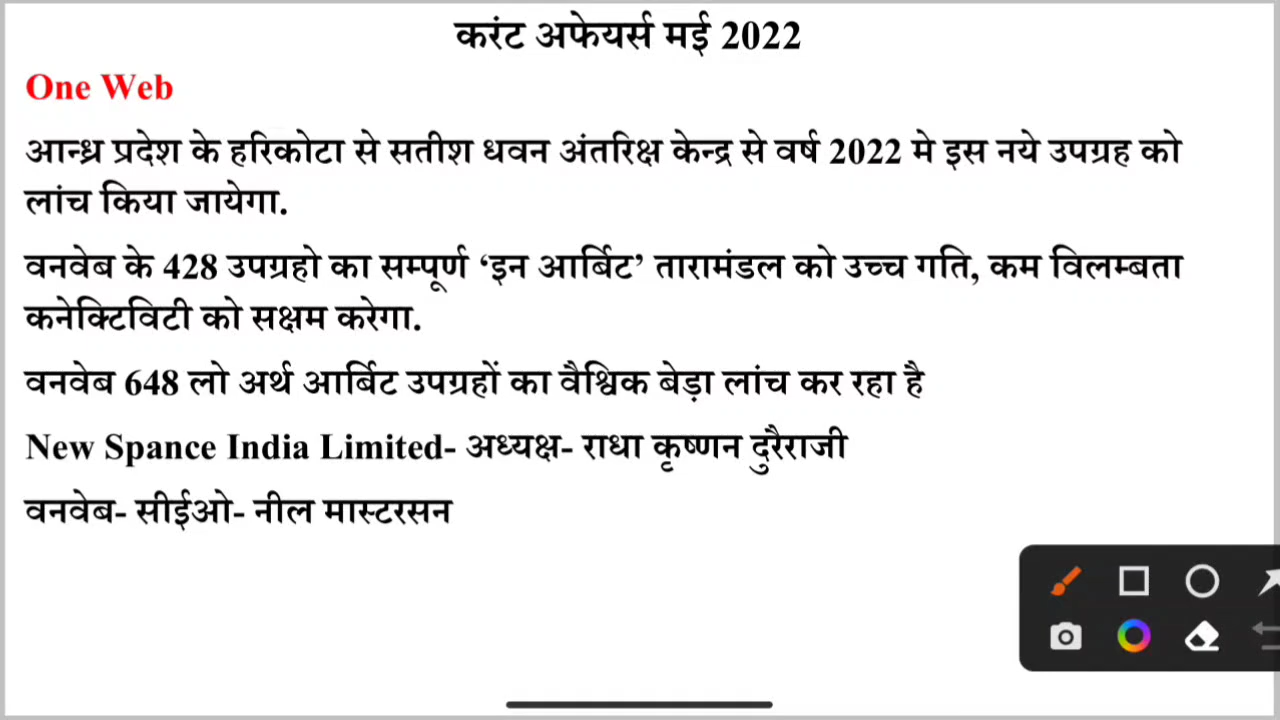 करंट अफेयर्स मई 2022
One Web
आन्ध्र प्रदेश के हरिकोटा से सतीश धवन अंतरिक्ष केन्द्र से वर्ष 2022 मे इस नये उपग्रह को
लांच किया जायेगा.
वनवेब के 428 उपग्रहो का सम्पूर्ण ‘इन आर्बिट’ तारामंडल को उच्च गति, कम विलम्बता
कनेक्टिविटी को सक्षम करेगा.
वनवेब 648 लो अर्थ आर्बिट उपग्रहों का वैश्विक बेड़ा लांच कर रहा है
New Spance India Limited- अध्यक्ष- राधा कृष्णन दुरैराजी
वनवेब- सीईओ- नील मास्टरसन